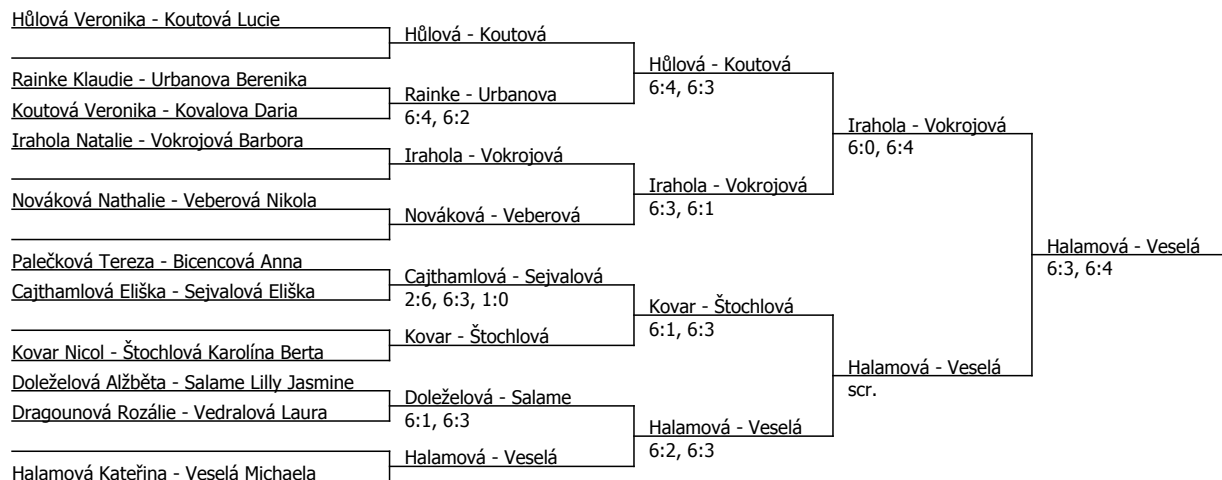 Hůlová Veronika - Koutová Lucie
Hůlová - Koutová
Hůlová - Koutová
6:4, 6:3
Rainke Klaudie - Urbanova Berenika
Rainke - Urbanova
6:4, 6:2
Koutová Veronika - Kovalova Daria
Irahola - Vokrojová
6:0, 6:4
Irahola Natalie - Vokrojová Barbora
Irahola - Vokrojová
Irahola - Vokrojová
6:3, 6:1
Nováková Nathalie - Veberová Nikola
Nováková - Veberová
Halamová - Veselá
6:3, 6:4
Palečková Tereza - Bicencová Anna
Cajthamlová - Sejvalová
2:6, 6:3, 1:0
Cajthamlová Eliška - Sejvalová Eliška
Kovar - Štochlová
6:1, 6:3
Kovar - Štochlová
Kovar Nicol - Štochlová Karolína Berta
Halamová - Veselá
scr.
Doleželová Alžběta - Salame Lilly Jasmine
Doleželová - Salame
6:1, 6:3
Dragounová Rozálie - Vedralová Laura
Halamová - Veselá
6:2, 6:3
Halamová - Veselá
Halamová Kateřina - Veselá Michaela